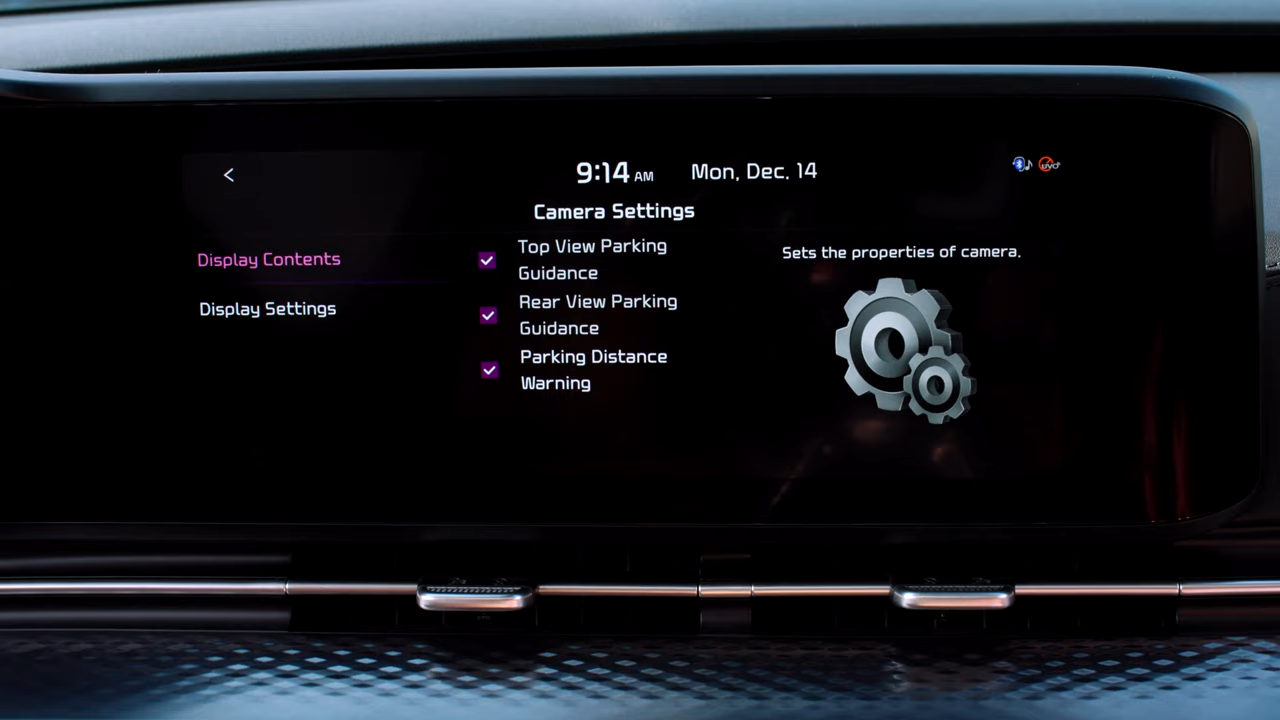 <
9:14 AM Mon, Dec. 14
UVO
Camera Settings
Display Contents
Display Settings
Top View Parking
Guidance
Rear View Parking
Guidance
Parking Distance
Warning
Sets the properties of camera.